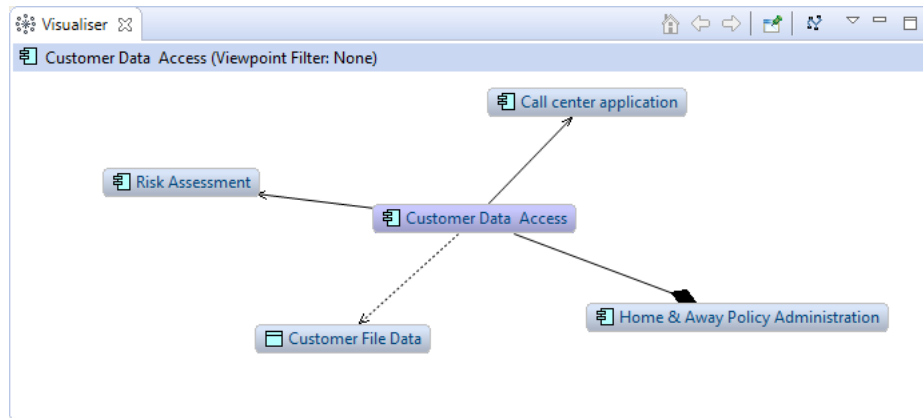 Visualiser
Customer Data  Access (Viewpoint Filter: None)
Call center application
Risk Assessment
Customer Data  Access
Home & Away Policy Administration
Customer File Data